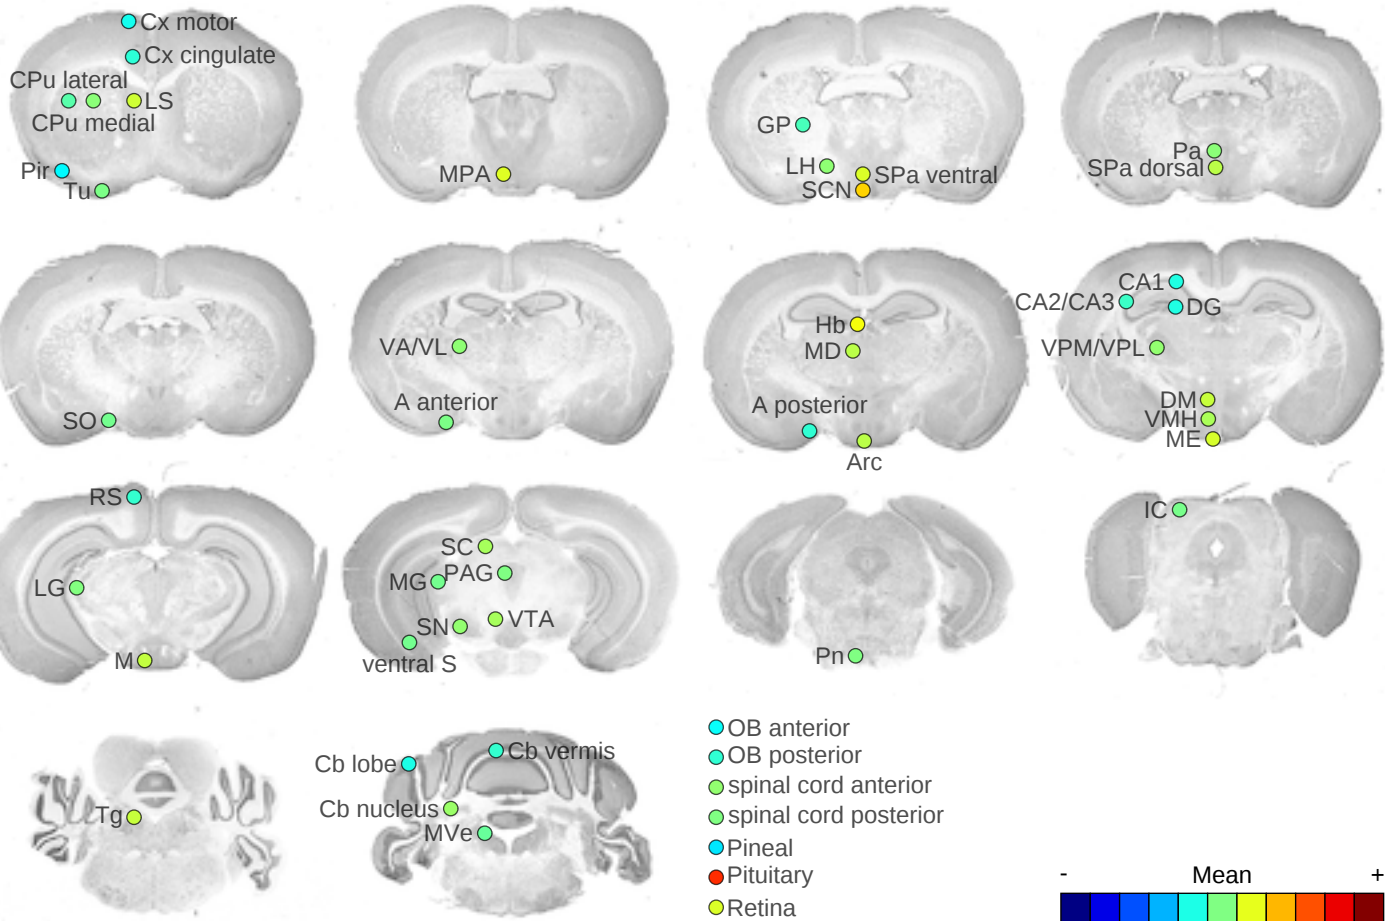 Cx motor
Cx cingulate
CPu lateral
LS
CPu medial
Pir
Tu
MPA
GP
LH
SPa ventral
SCN
Pa
SPa dorsal
SO
VA/VL
A anterior
Hb
MD
A posterior
Arc
CA1
CA2/CA3
DG
VPM/VPL
DM
VMH
ME
RS
LG
M
SC
MG
PAG
SN
VTA
ventral S
Pn
IC
Tg
Cb lobe
Cb vermis
Cb nucleus
MVe
OB anterior
OB posterior
spinal cord anterior
spinal cord posterior
Pineal
Pituitary
Retina
- Mean +